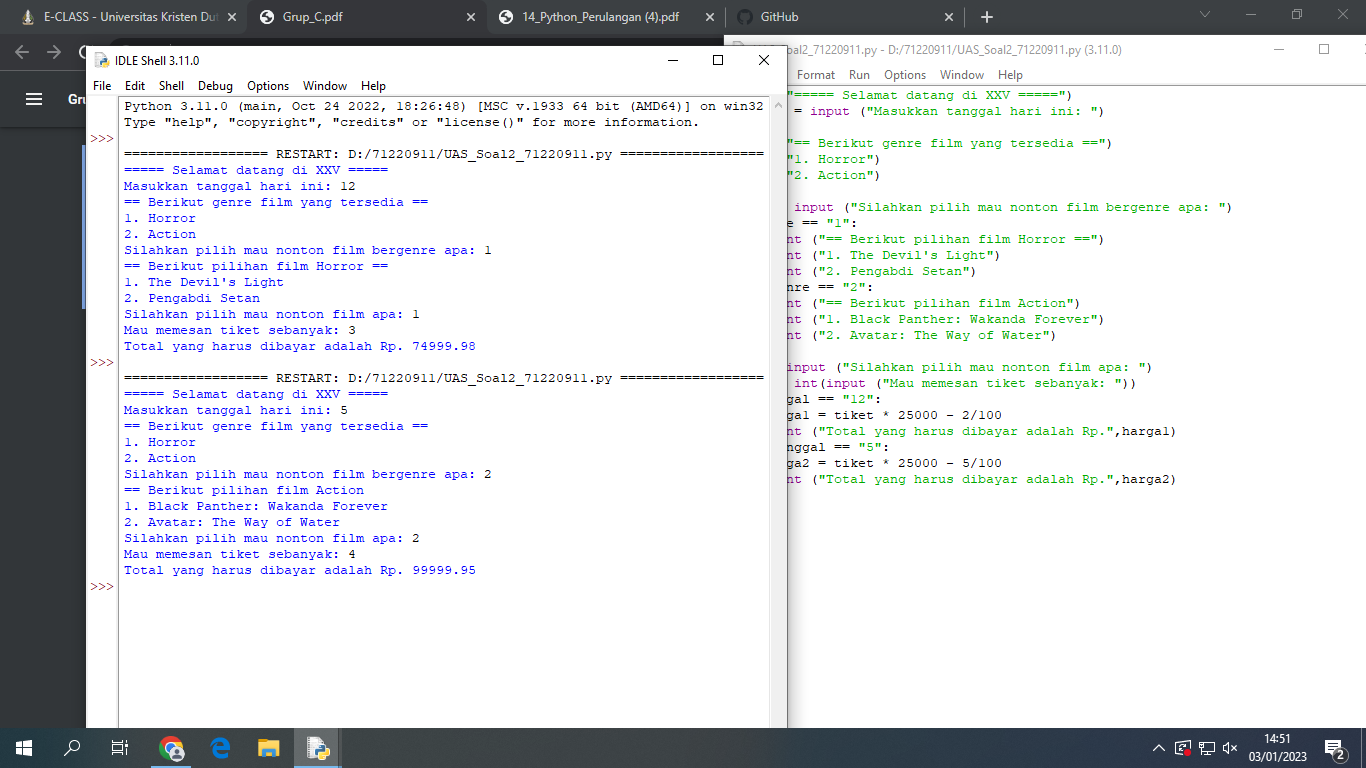 E-CLASS - Universitas Kristen Dut
Grup_C.pdf
14_Python_Perulangan (4).pdf
GitHub
Gru
IDLE Shell 3.11.0
File Edit Shell Debug Options Window Help
Python 3.11.0 (main, Oct 24 2022, 18:26:48) [MSC v.1933 64 bit (AMD64)] on win32
Type "help", "copyright", "credits" or "license()" for more information.
>>>
================== RESTART: D:/71220911/UAS_Soal2_71220911.py ==================
===== Selamat datang di XXV =====
Masukkan tanggal hari ini: 12
== Berikut genre film yang tersedia ==
1. Horror
2. Action
Silahkan pilih mau nonton film bergenre apa: 1
== Berikut pilihan film Horror ==
1. The Devil's Light
2. Pengabdi Setan
Silahkan pilih mau nonton film apa: 1
Mau memesan tiket sebanyak: 3
Total yang harus dibayar adalah Rp. 74999.98
>>>
================== RESTART: D:/71220911/UAS_Soal2_71220911.py ==================
===== Selamat datang di XXV =====
Masukkan tanggal hari ini: 5
== Berikut genre film yang tersedia ==
1. Horror
2. Action
Silahkan pilih mau nonton film bergenre apa: 2
== Berikut pilihan film Action
1. Black Panther: Wakanda Forever
2. Avatar: The Way of Water
Silahkan pilih mau nonton film apa: 2
Mau memesan tiket sebanyak: 4
Total yang harus dibayar adalah Rp. 99999.95
>>>
oal2_71220911.py - D:/71220911/UAS_Soal2_71220911.py (3.11.0)
Format Run Options Window Help
"===== Selamat datang di XXV =====")
= input ("Masukkan tanggal hari ini: ")
"== Berikut genre film yang tersedia ==")
"1. Horror")
"2. Action")
input ("Silahkan pilih mau nonton film bergenre apa: ")
e == "1":
nt ("== Berikut pilihan film Horror ==")
nt ("1. The Devil's Light")
nt ("2. Pengabdi Setan")
nre == "2":
nt ("== Berikut pilihan film Action")
nt ("1. Black Panther: Wakanda Forever")
nt ("2. Avatar: The Way of Water")
input ("Silahkan pilih mau nonton film apa: ")
int(input ("Mau memesan tiket sebanyak: "))
gal == "12":
ga1 = tiket * 25000 - 2/100
nt ("Total yang harus dibayar adalah Rp.",harga1)
nggal == "5":
ga2 = tiket * 25000 - 5/100
nt ("Total yang harus dibayar adalah Rp.",harga2)
14:51
03/01/2023
2